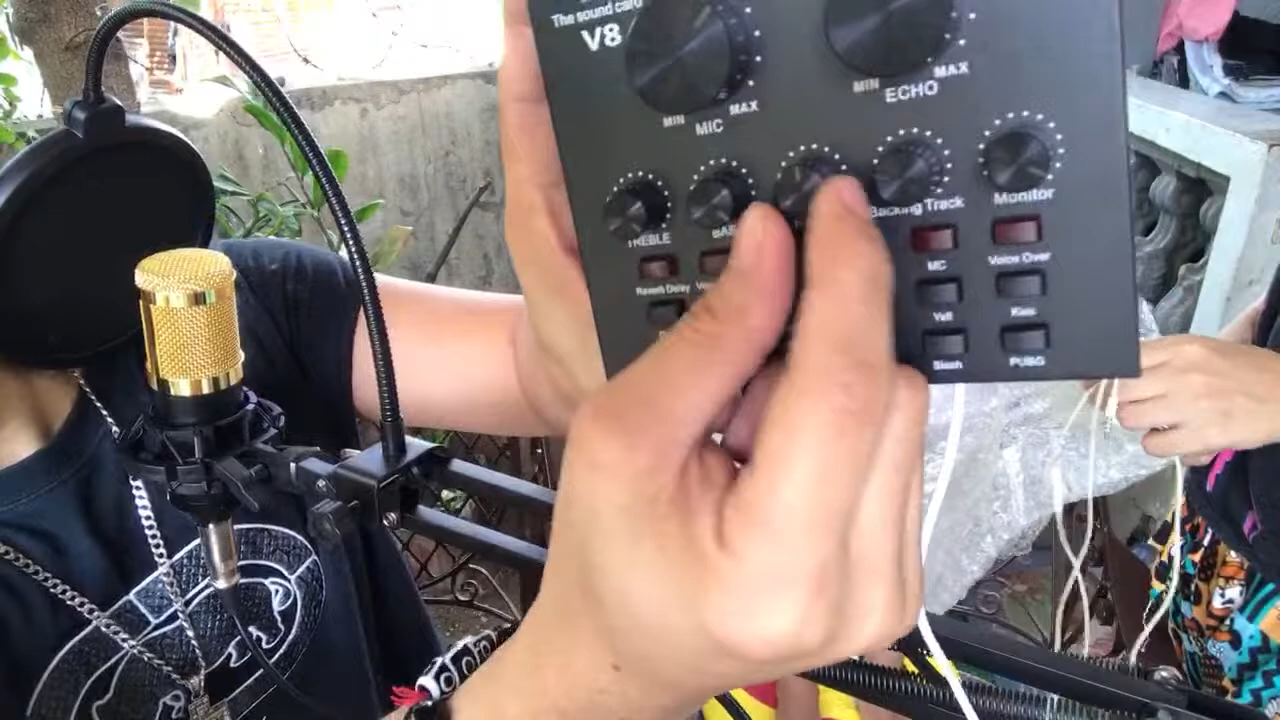 The sound card
V8
MIN MAX
MIC
MIN MAX
ECHO
TREBLE
Backing Track
Monitor
Reverb Delay
MC
Voice Over
Yell
Kiss
Slash
PUBG